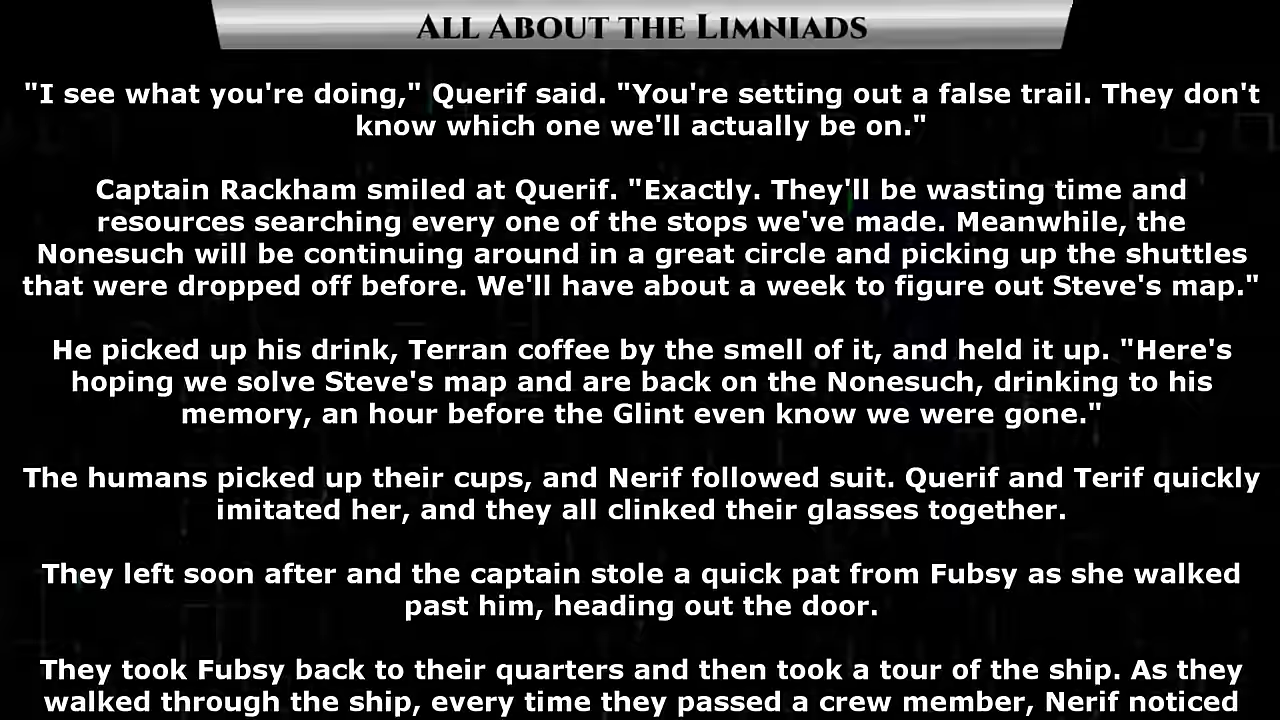 All About the Limniads
"I see what you're doing," Querif said. "You're setting out a false trail. They don't
know which one we'll actually be on."
Captain Rackham smiled at Querif. "Exactly. They'll be wasting time and
resources searching every one of the stops we've made. Meanwhile, the
Nonesuch will be continuing around in a great circle and picking up the shuttles
that were dropped off before. We'll have about a week to figure out Steve's map."
He picked up his drink, Terran coffee by the smell of it, and held it up. "Here's
hoping we solve Steve's map and are back on the Nonesuch, drinking to his
memory, an hour before the Glint even know we were gone."
The humans picked up their cups, and Nerif followed suit. Querif and Terif quickly
imitated her, and they all clinked their glasses together.
They left soon after and the captain stole a quick pat from Fubsy as she walked
past him, heading out the door.
They took Fubsy back to their quarters and then took a tour of the ship. As they
walked through the ship, every time they passed a crew member, Nerif noticed